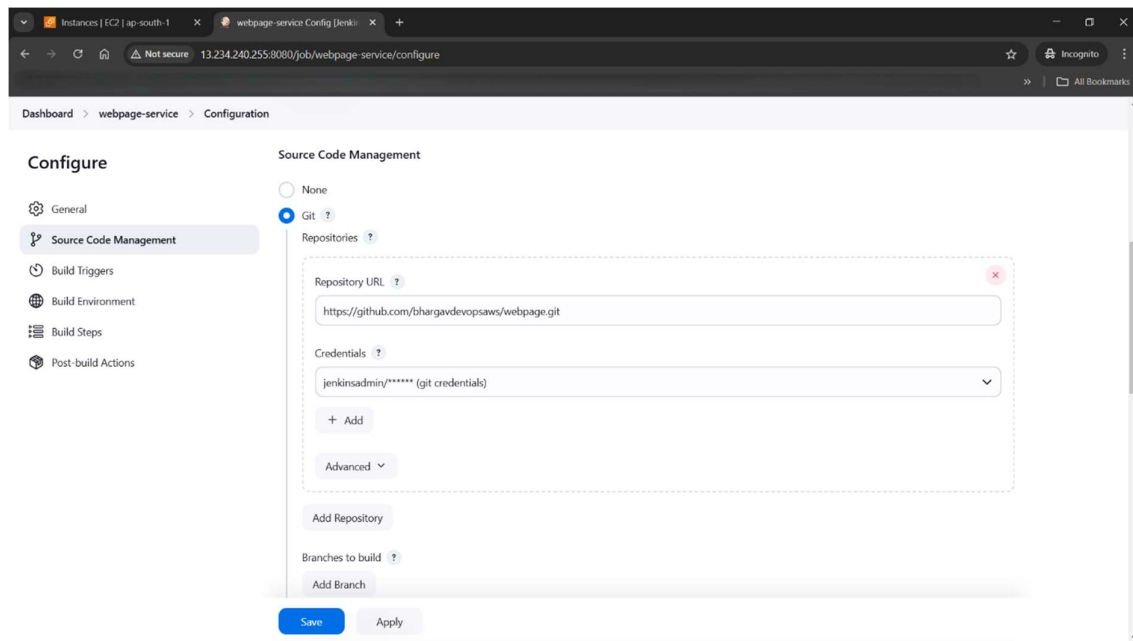 Instances | EC2 | ap-south-1
webpage-service Config [Jenkin
Not secure 13.234.240.255:8080/job/webpage-service/configure
Incognito
All Bookmarks
Dashboard > webpage-service > Configuration
Configure
General
Source Code Management
Build Triggers
Build Environment
Build Steps
Post-build Actions
Source Code Management
None
Git ?
Repositories ?
Repository URL ?
https://github.com/bhargavdevopsaws/webpage.git
Credentials ?
jenkinsadmin/****** (git credentials)
+ Add
Advanced
Add Repository
Branches to build ?
Add Branch
Save Apply